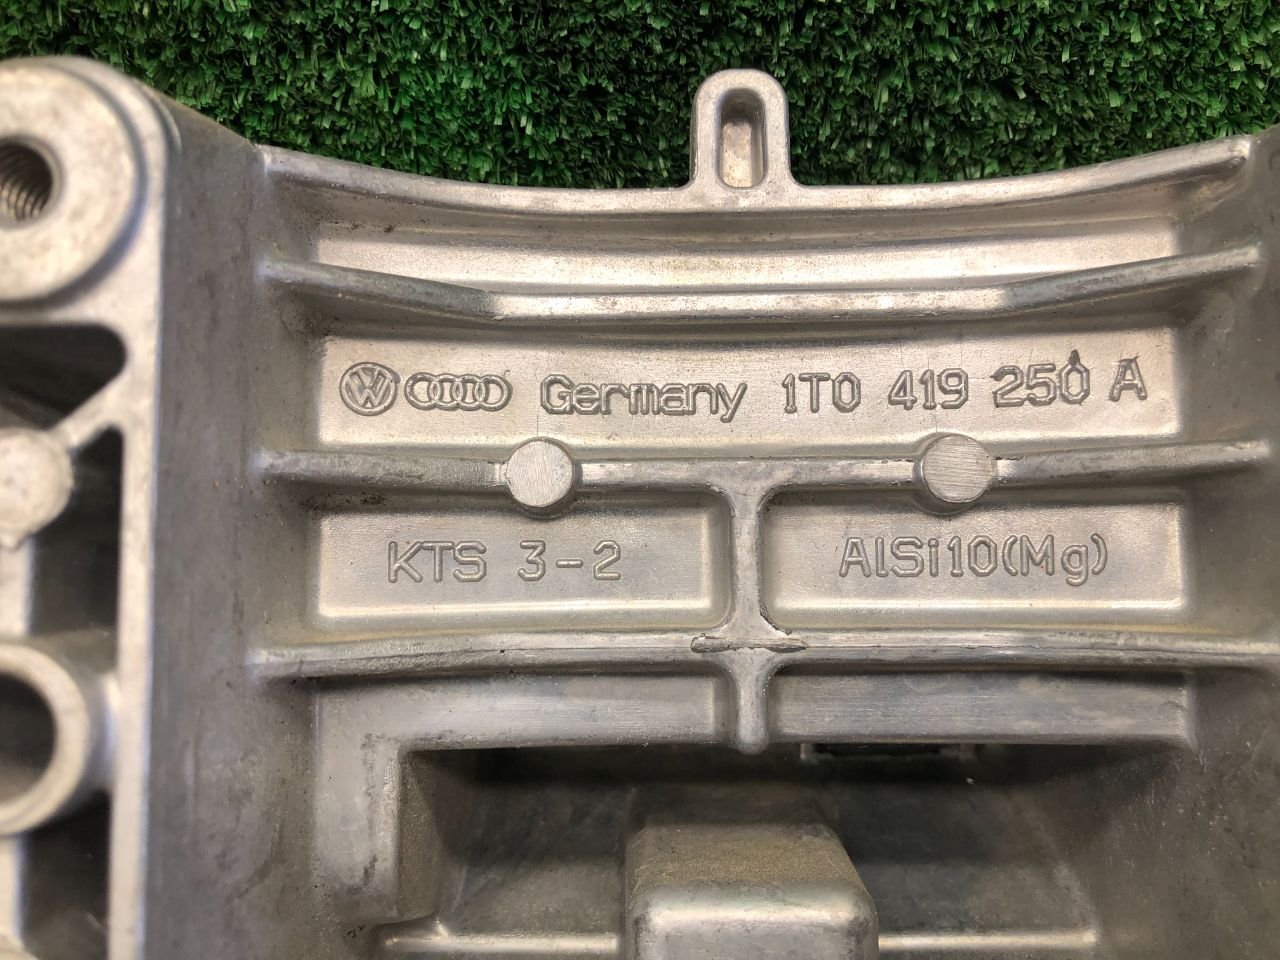 Germany 1T0 419 250 A
KTS 3-2
AlSi10(Mg)